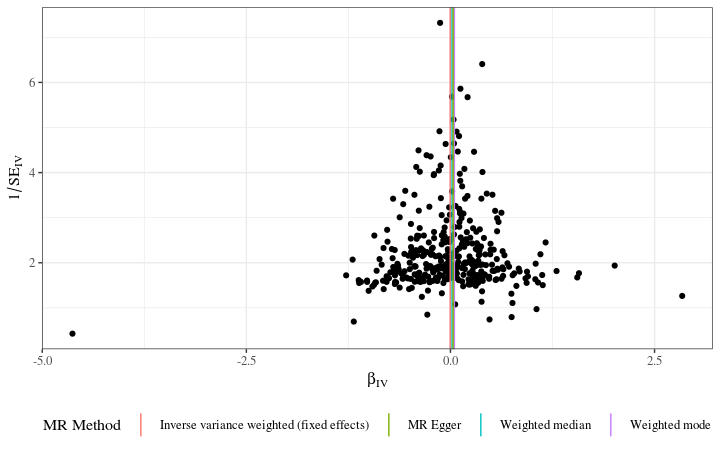 1/SE_IV
6
4
2
-5.0 -2.5 0.0 2.5
β_IV
MR Method Inverse variance weighted (fixed effects) MR Egger Weighted median Weighted mode